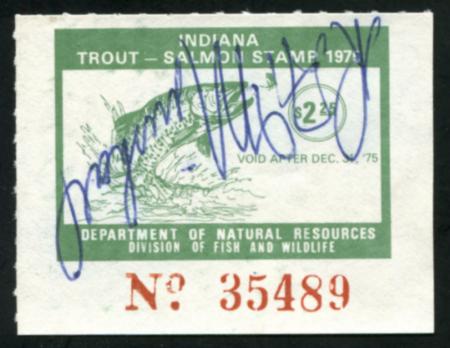 INDIANA
TROUT — SALMON STAMP 1975
$2.25
VOID AFTER DEC. 31, '75
DEPARTMENT OF NATURAL RESOURCES
DIVISION OF FISH AND WILDLIFE
Nº 35489